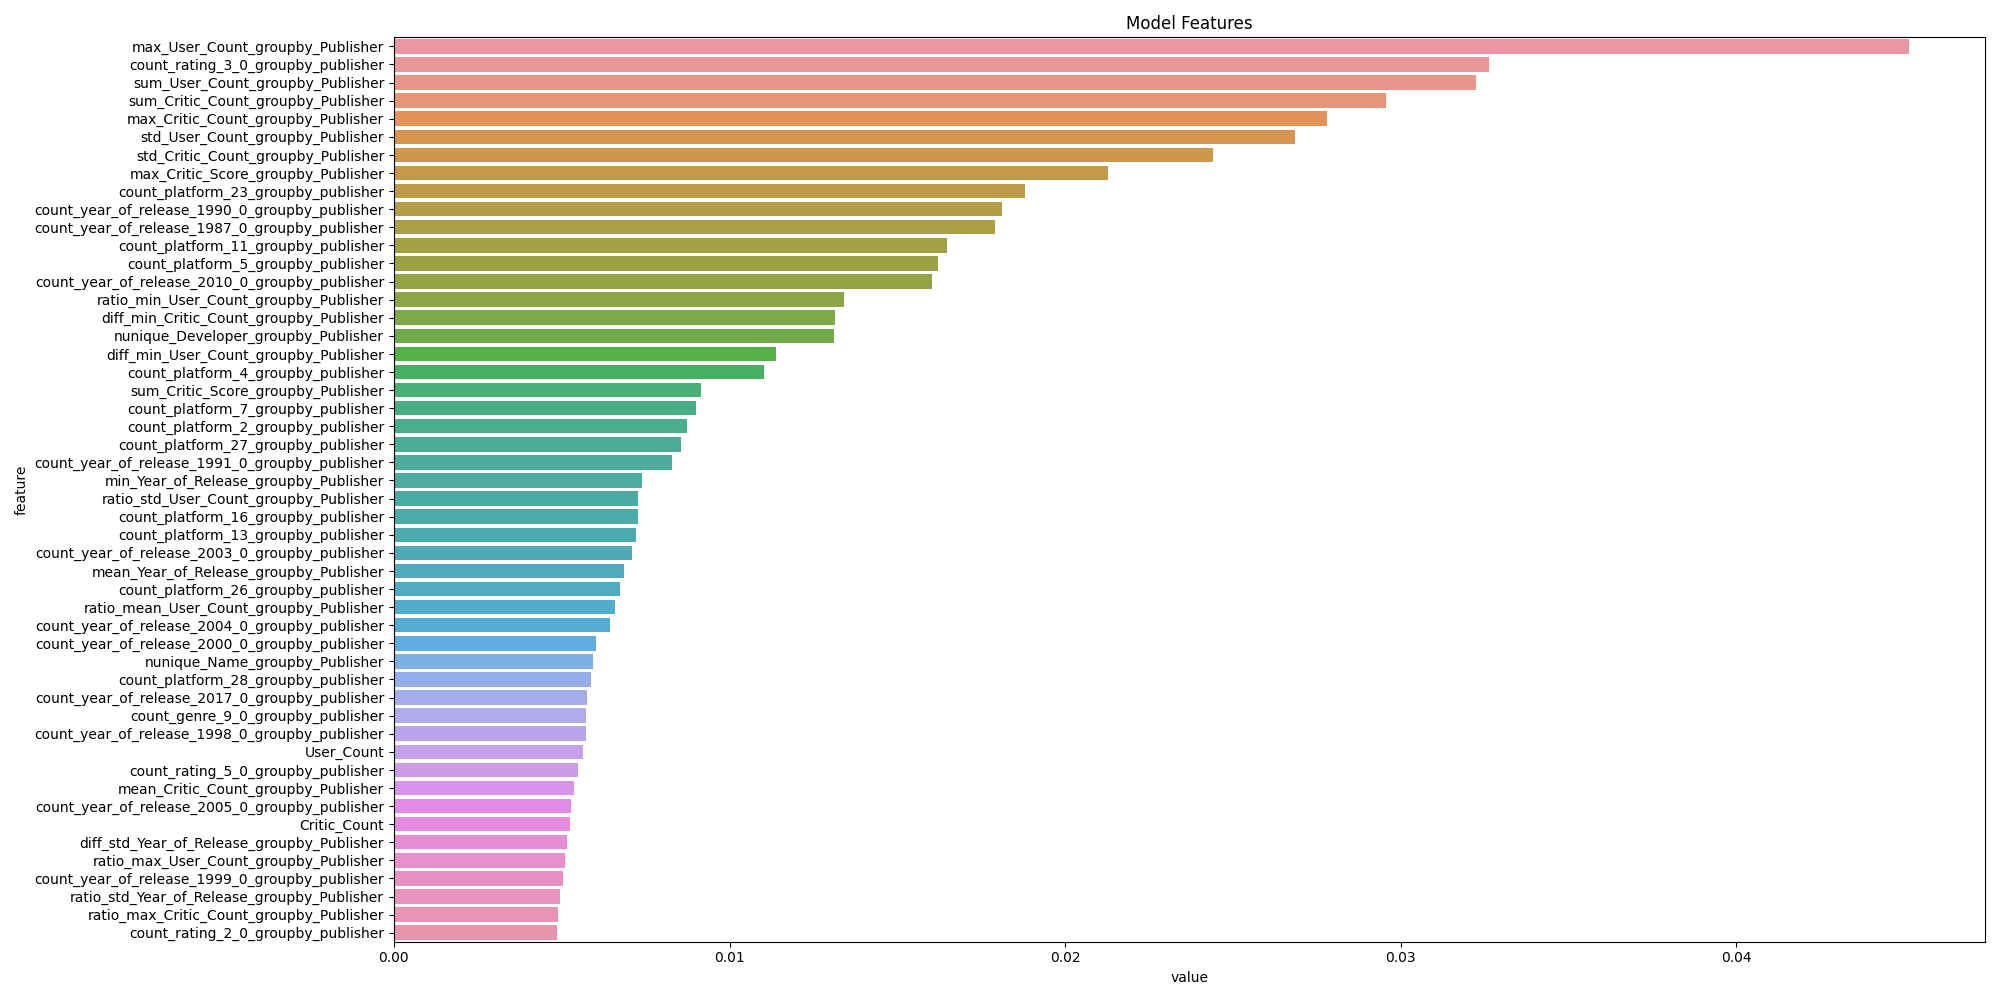 Model Features
max_User_Count_groupby_Publisher
count_rating_3_0_groupby_publisher
sum_User_Count_groupby_Publisher
sum_Critic_Count_groupby_Publisher
max_Critic_Count_groupby_Publisher
std_User_Count_groupby_Publisher
std_Critic_Count_groupby_Publisher
max_Critic_Score_groupby_Publisher
count_platform_23_groupby_publisher
count_year_of_release_1990_0_groupby_publisher
count_year_of_release_1987_0_groupby_publisher
count_platform_11_groupby_publisher
count_platform_5_groupby_publisher
count_year_of_release_2010_0_groupby_publisher
ratio_min_User_Count_groupby_Publisher
diff_min_Critic_Count_groupby_Publisher
nunique_Developer_groupby_Publisher
diff_min_User_Count_groupby_Publisher
count_platform_4_groupby_publisher
sum_Critic_Score_groupby_Publisher
count_platform_7_groupby_publisher
count_platform_2_groupby_publisher
count_platform_27_groupby_publisher
count_year_of_release_1991_0_groupby_publisher
min_Year_of_Release_groupby_Publisher
ratio_std_User_Count_groupby_Publisher
count_platform_16_groupby_publisher
count_platform_13_groupby_publisher
count_year_of_release_2003_0_groupby_publisher
mean_Year_of_Release_groupby_Publisher
count_platform_26_groupby_publisher
ratio_mean_User_Count_groupby_Publisher
count_year_of_release_2004_0_groupby_publisher
count_year_of_release_2000_0_groupby_publisher
nunique_Name_groupby_Publisher
count_platform_28_groupby_publisher
count_year_of_release_2017_0_groupby_publisher
count_genre_9_0_groupby_publisher
count_year_of_release_1998_0_groupby_publisher
User_Count
count_rating_5_0_groupby_publisher
mean_Critic_Count_groupby_Publisher
count_year_of_release_2005_0_groupby_publisher
Critic_Count
diff_std_Year_of_Release_groupby_Publisher
ratio_max_User_Count_groupby_Publisher
count_year_of_release_1999_0_groupby_publisher
ratio_std_Year_of_Release_groupby_Publisher
ratio_max_Critic_Count_groupby_Publisher
count_rating_2_0_groupby_publisher
feature
0.00 0.01 0.02 0.03 0.04
value